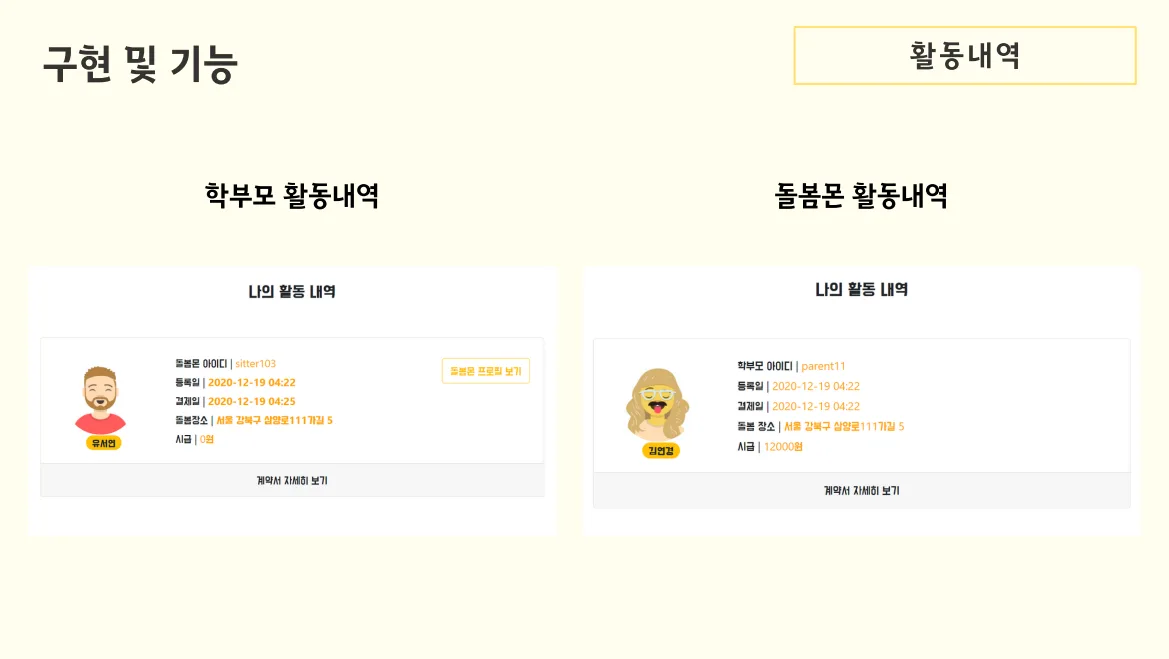 구현 및 기능
활동내역
학부모 활동내역
돌봄몬 활동내역
나의 활동 내역
돌봄몬 아이디 | sitter103
등록일 | 2020-12-19 04:22
결제일 | 2020-12-19 04:25
돌봄장소 | 서울 강북구 삼양로111가길 5
시급 | 0원
돌봄몬 프로필 보기
유서연
계약서 자세히 보기
나의 활동 내역
학부모 아이디 | parent11
등록일 | 2020-12-19 04:22
결제일 | 2020-12-19 04:22
돌봄 장소 | 서울 강북구 삼양로111가길 5
시급 | 12000원
김연경
계약서 자세히 보기